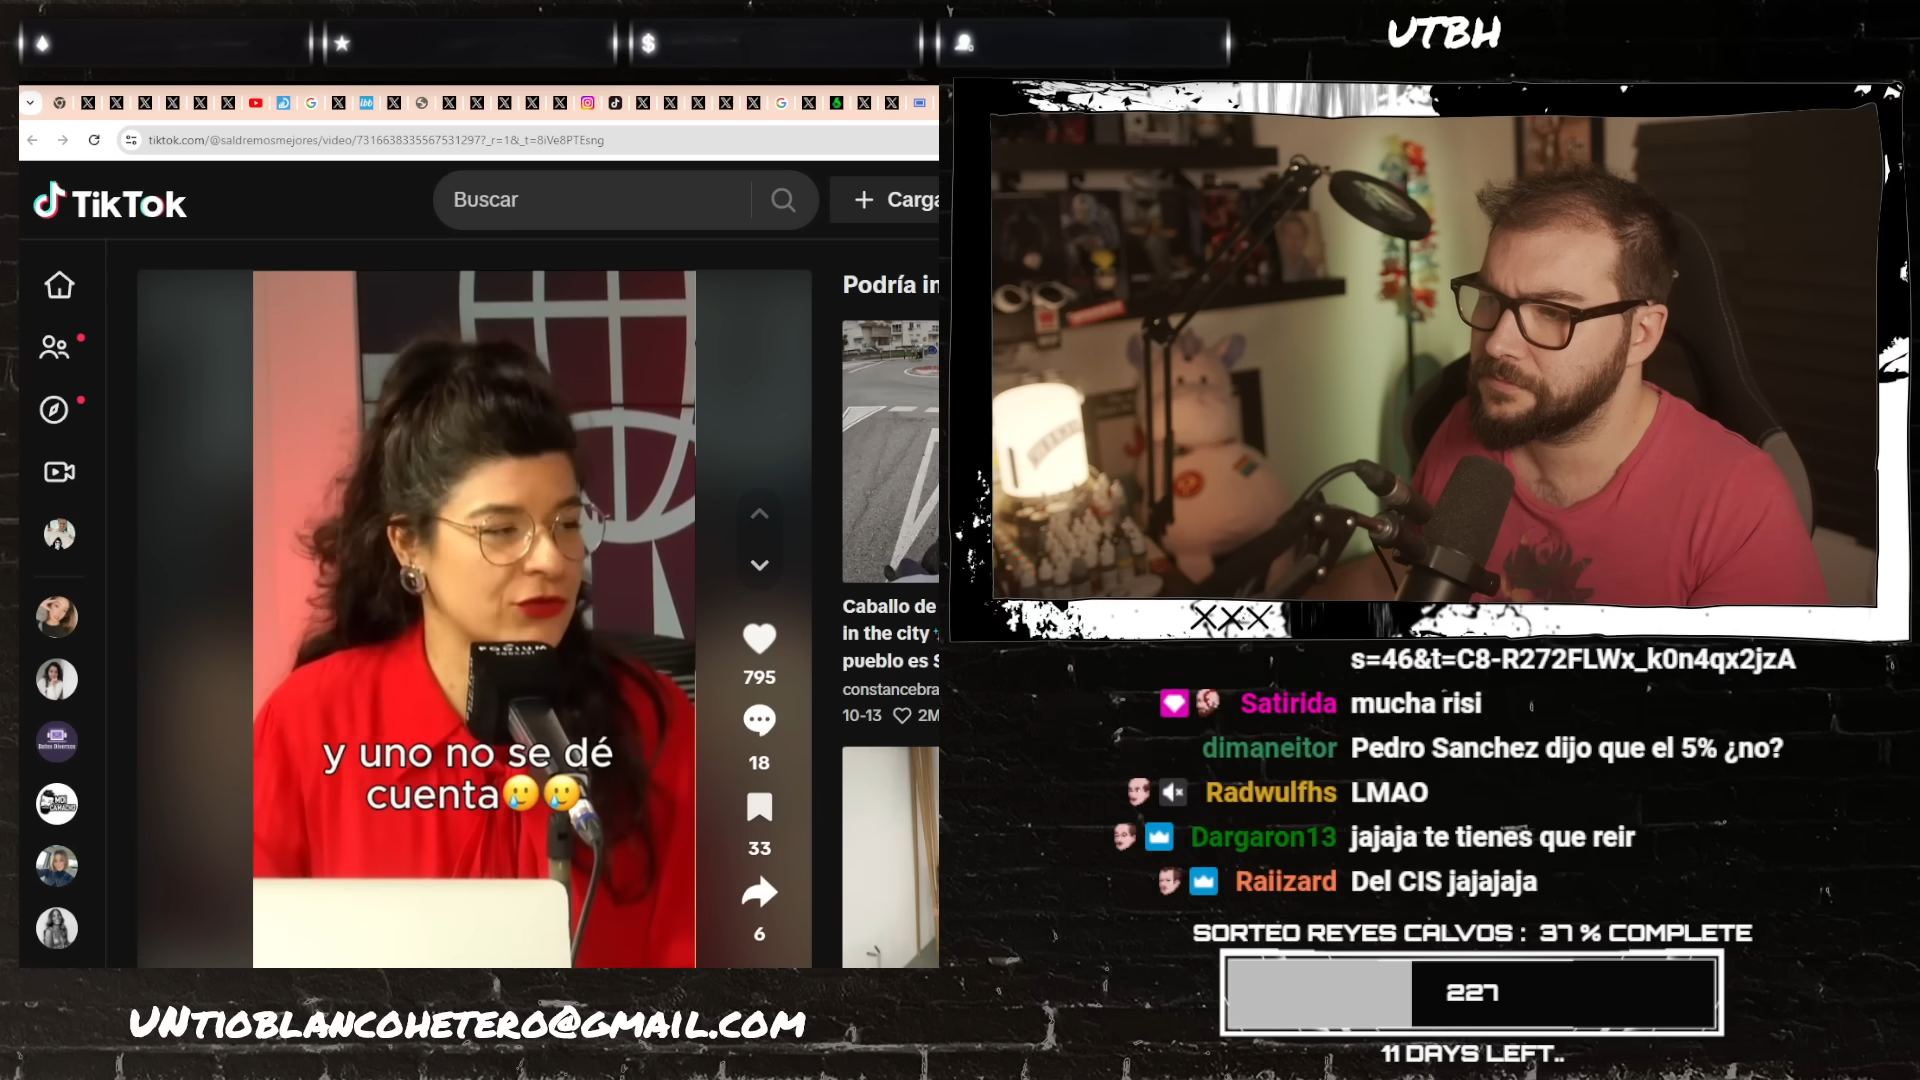 UTBH
tiktok.com/@saldremosmejores/video/7316638335567531297?_r=1&_t=8iVe8PTEsng
TikTok
Buscar
Carga
Podría in
y uno no se dé
cuenta🥲🥲
PODIUM
PODCAST
795
18
33
6
Caballo de
in the city
pueblo es S
constancebra
10-13 2M
s=46&t=C8-R272FLWx_k0n4qx2jzA
Satirida mucha risi
dimaneitor Pedro Sanchez dijo que el 5% ¿no?
Radwulfhs LMAO
Dargaron13 jajaja te tienes que reir
Raiizard Del CIS jajajaja
SORTEO REYES CALVOS : 37 % COMPLETE
227
11 DAYS LEFT..
UNTIOBLANCOHETERO@GMAIL.COM